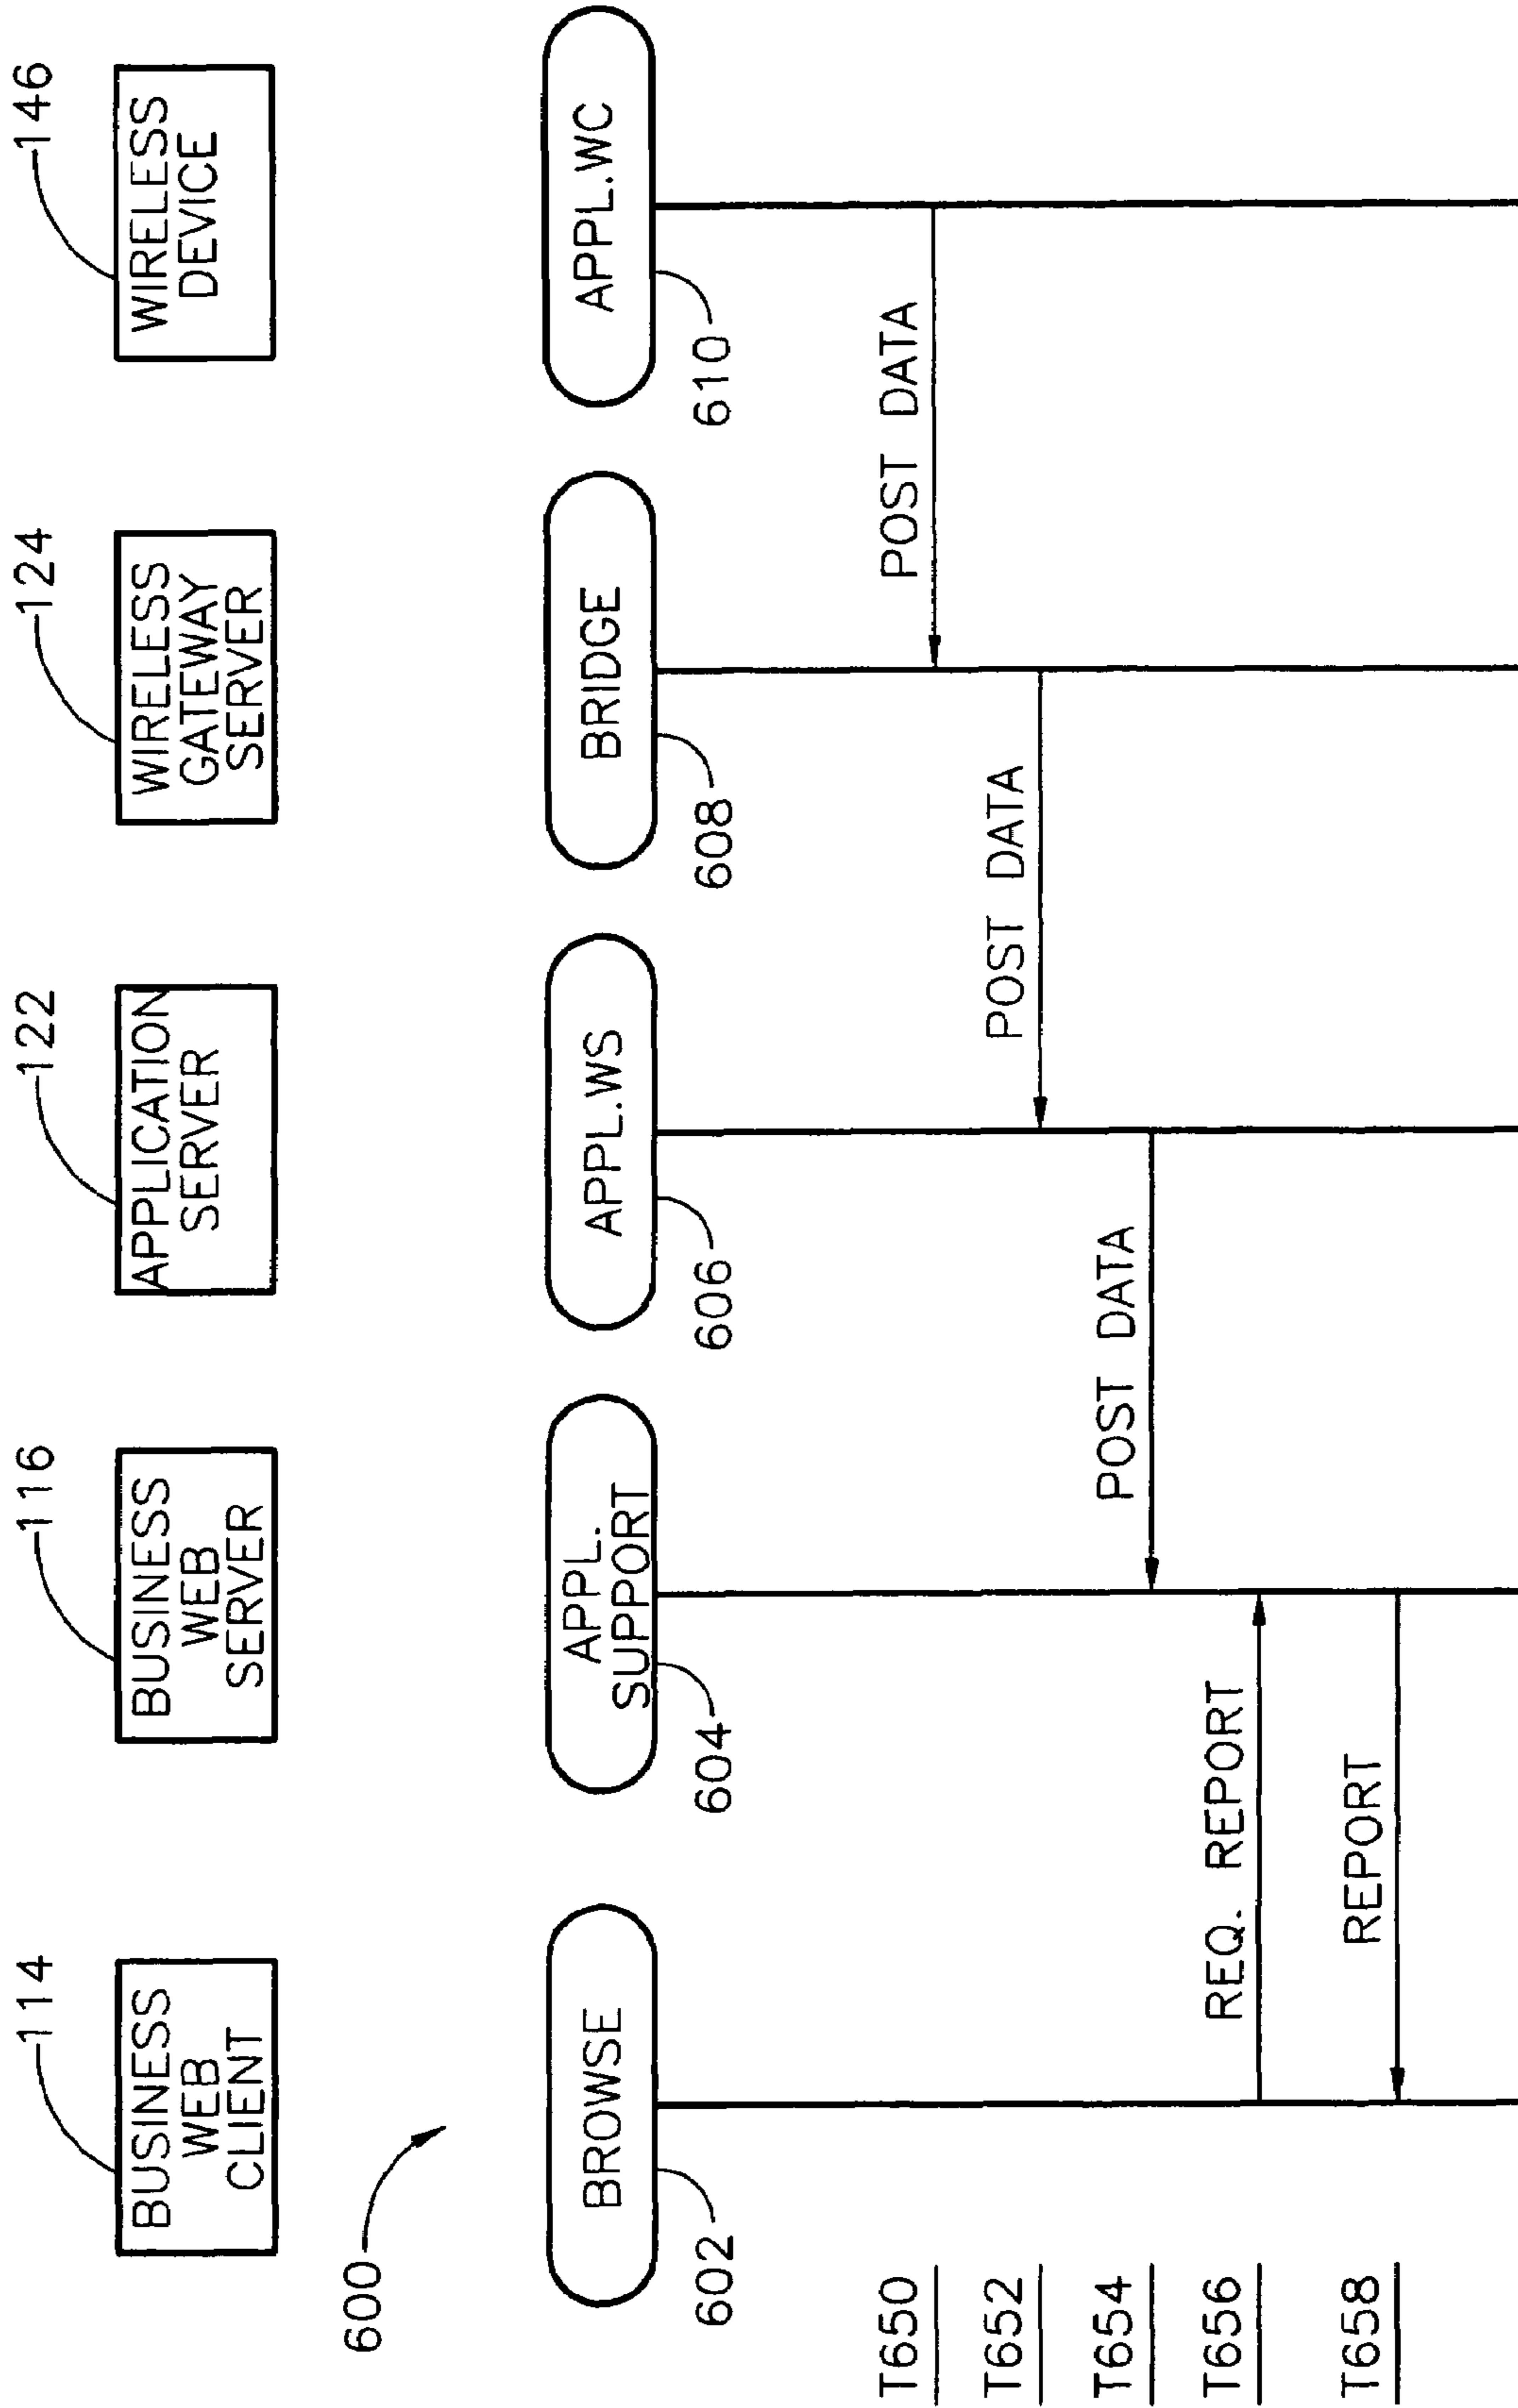 114
BUSINESS
WEB
CLIENT
116
BUSINESS
WEB
SERVER
122
APPLICATION
SERVER
124
WIRELESS
GATEWAY
SERVER
146
WIRELESS
DEVICE
600
BROWSE
602
APPL.
SUPPORT
604
APPL.WS
606
BRIDGE
608
APPL.WC
610
T650
POST DATA
T652
POST DATA
T654
POST DATA
T656
REQ. REPORT
T658
REPORT